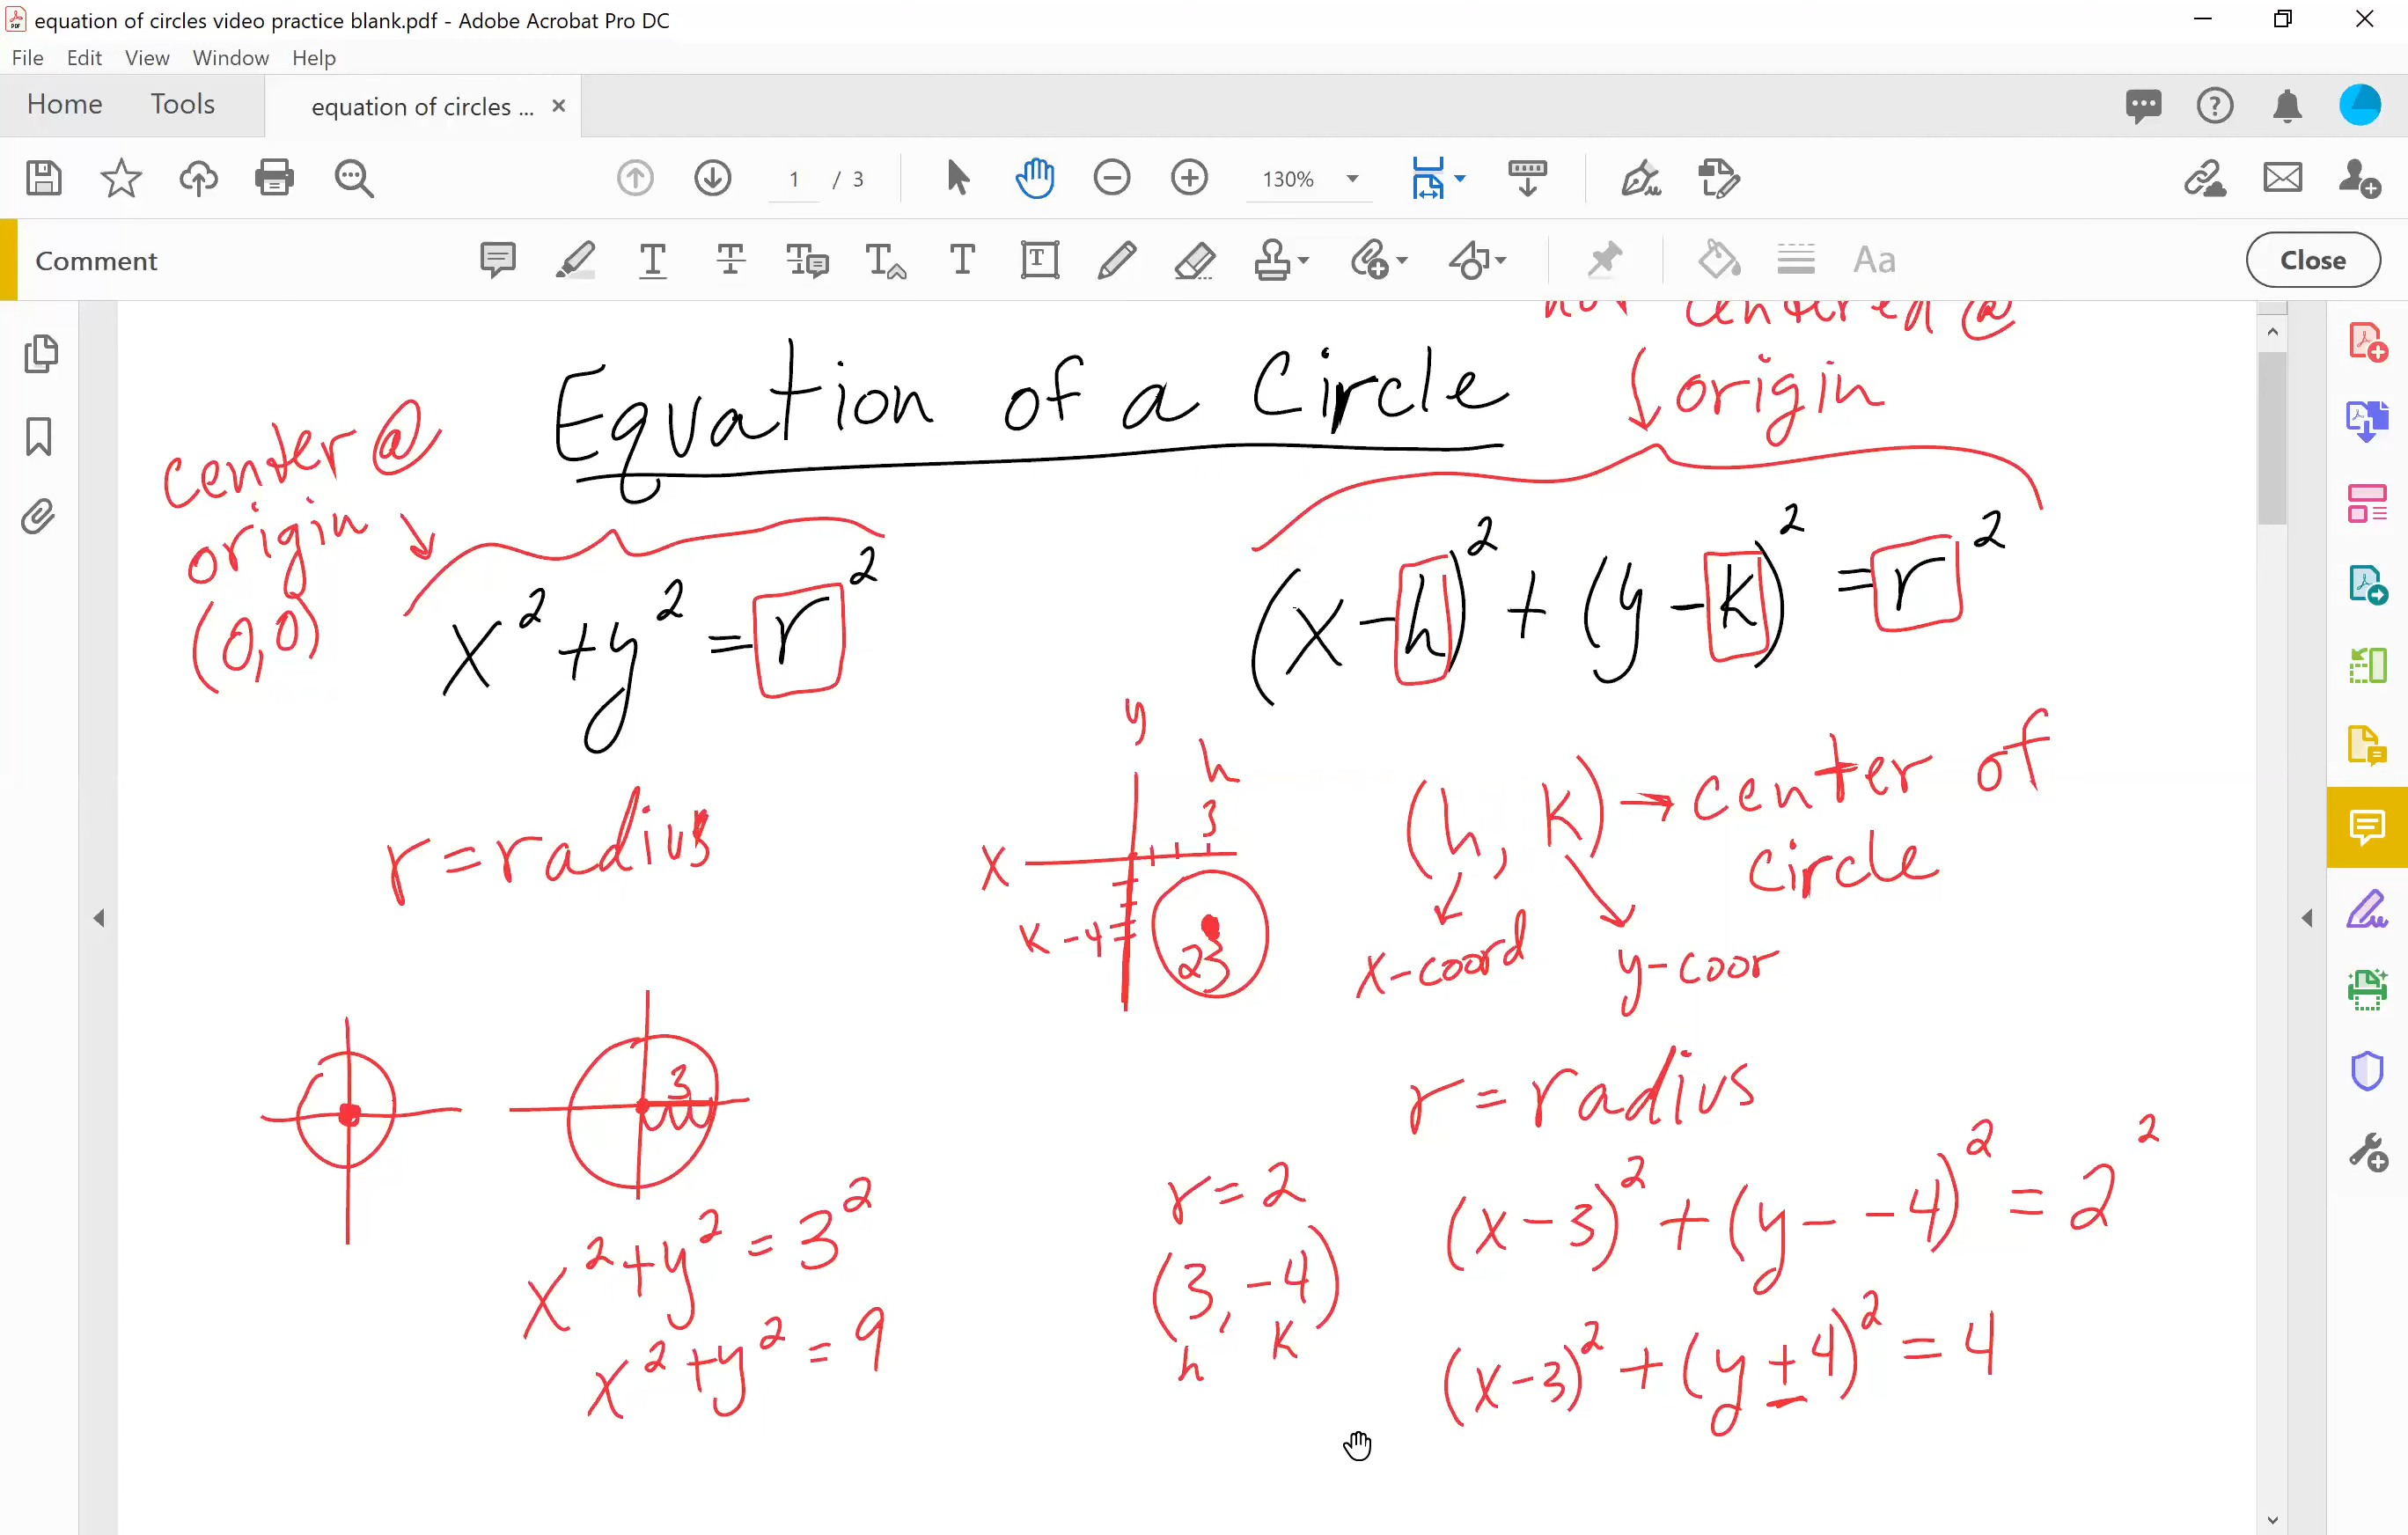 equation of circles video practice blank.pdf - Adobe Acrobat Pro DC
File Edit View Window Help
Home Tools equation of circles ... ×
1 / 3 130%
Comment Aa Close
not centered @
origin
Equation of a Circle
center @
origin
(0,0)
x² + y² = r²
(x - h)² + (y - k)² = r²
r = radius
y
h
3
x
k -4
23
(h, k) → center of
circle
x-coord y-coor
r = radius
3
x² + y² = 3²
x² + y² = 9
r = 2
(3, -4)
h k
(x - 3)² + (y - -4)² = 2²
(x - 3)² + (y + 4)² = 4